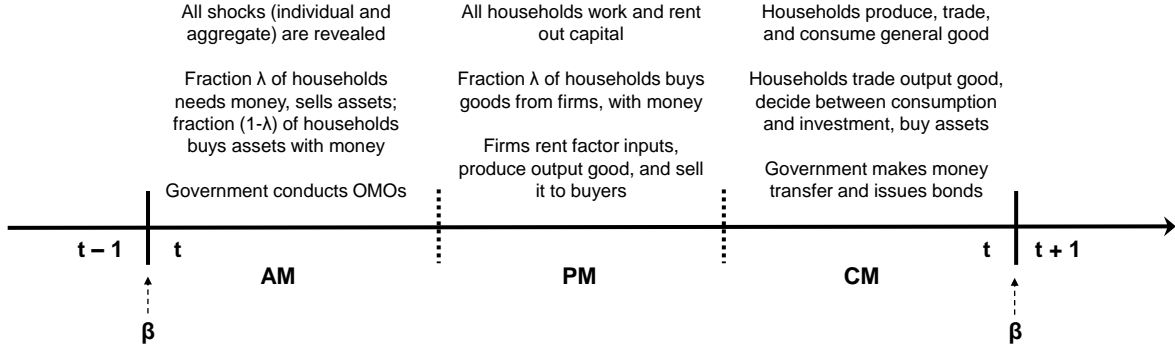 All shocks (individual and
aggregate) are revealed
Fraction λ of households
needs money, sells assets;
fraction (1-λ) of households
buys assets with money
Government conducts OMOs
All households work and rent
out capital
Fraction λ of households buys
goods from firms, with money
Firms rent factor inputs,
produce output good, and sell
it to buyers
Households produce, trade,
and consume general good
Households trade output good,
decide between consumption
and investment, buy assets
Government makes money
transfer and issues bonds
t – 1
t
t
t + 1
AM
PM
CM
β
β